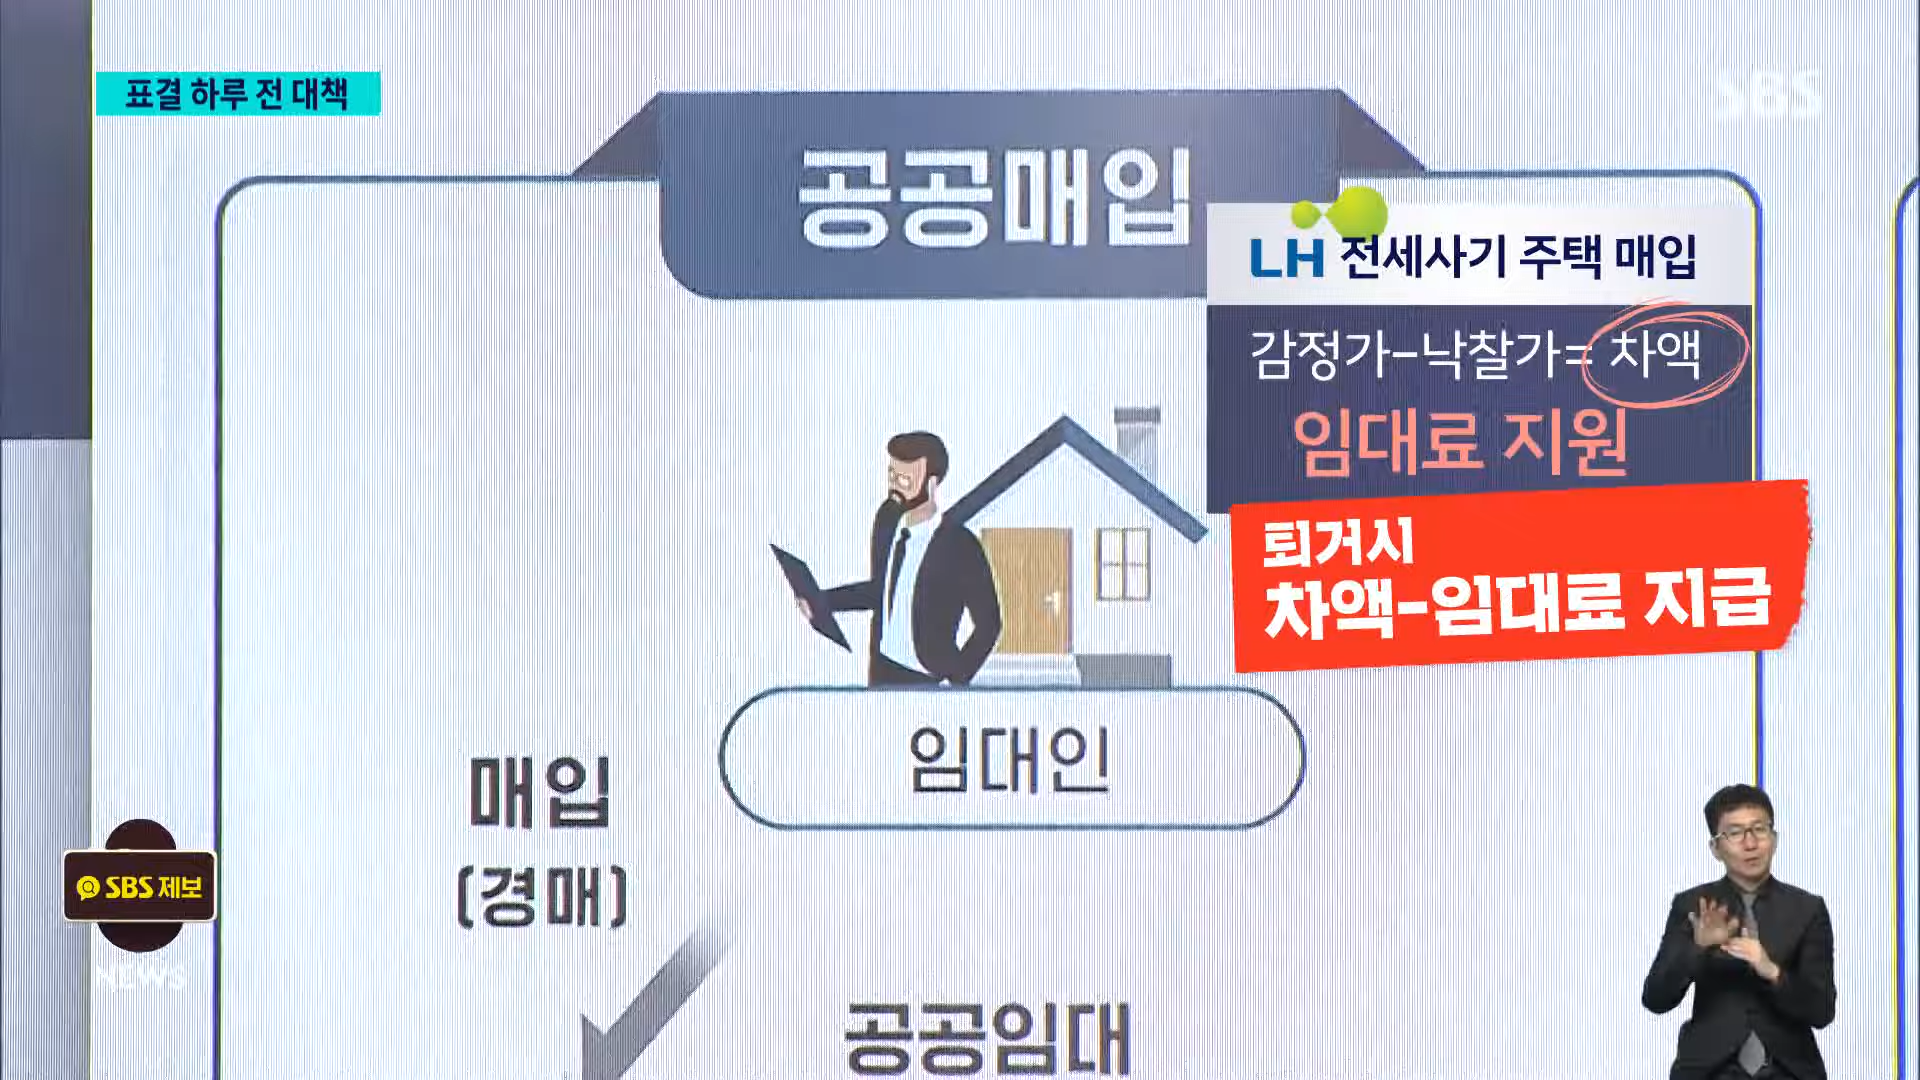 표결 하루 전 대책
SBS
공공매입
LH 전세사기 주택 매입
감정가-낙찰가= 차액
임대료 지원
퇴거시
차액-임대료 지급
임대인
매입
(경매)
SBS 제보
NEWS
공공임대